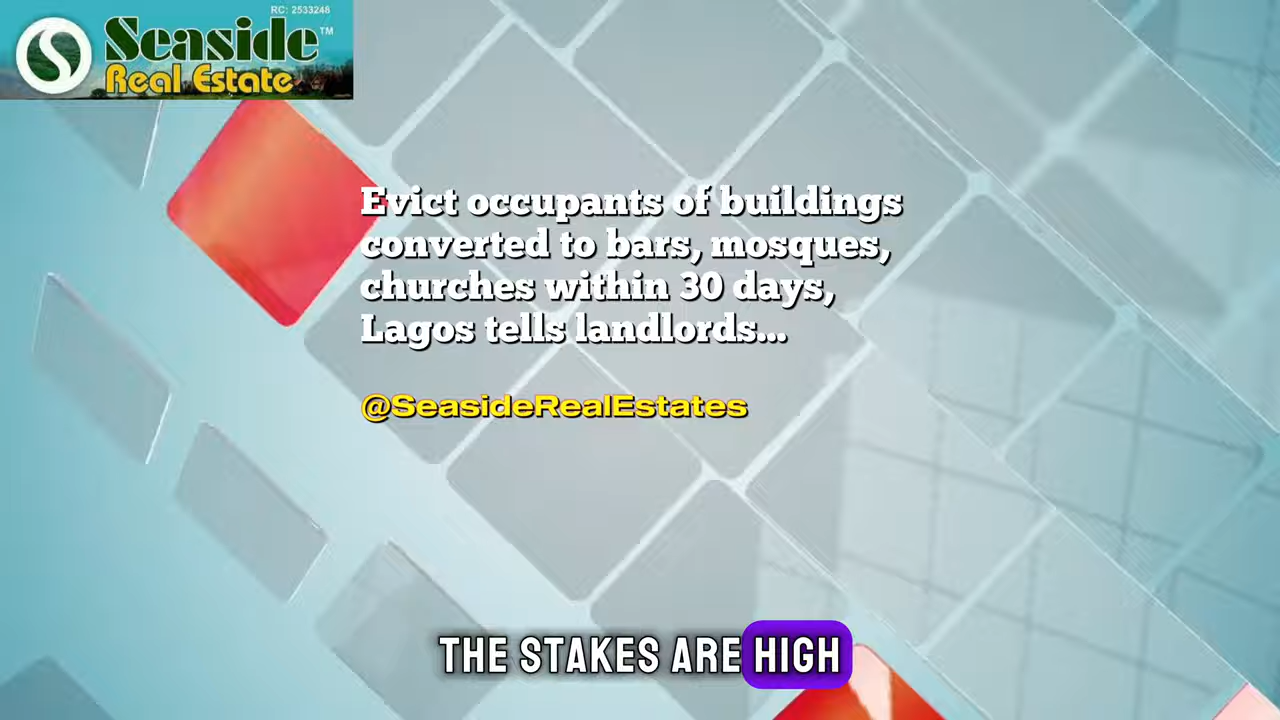 RC: 2533248
Seaside™
Real Estate
Evict occupants of buildings
converted to bars, mosques,
churches within 30 days,
Lagos tells landlords...
@SeasideRealEstates
THE STAKES ARE HIGH